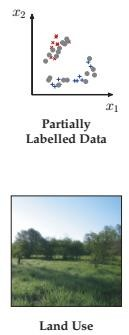 x₂
x₁
Partially
Labelled Data
Land Use